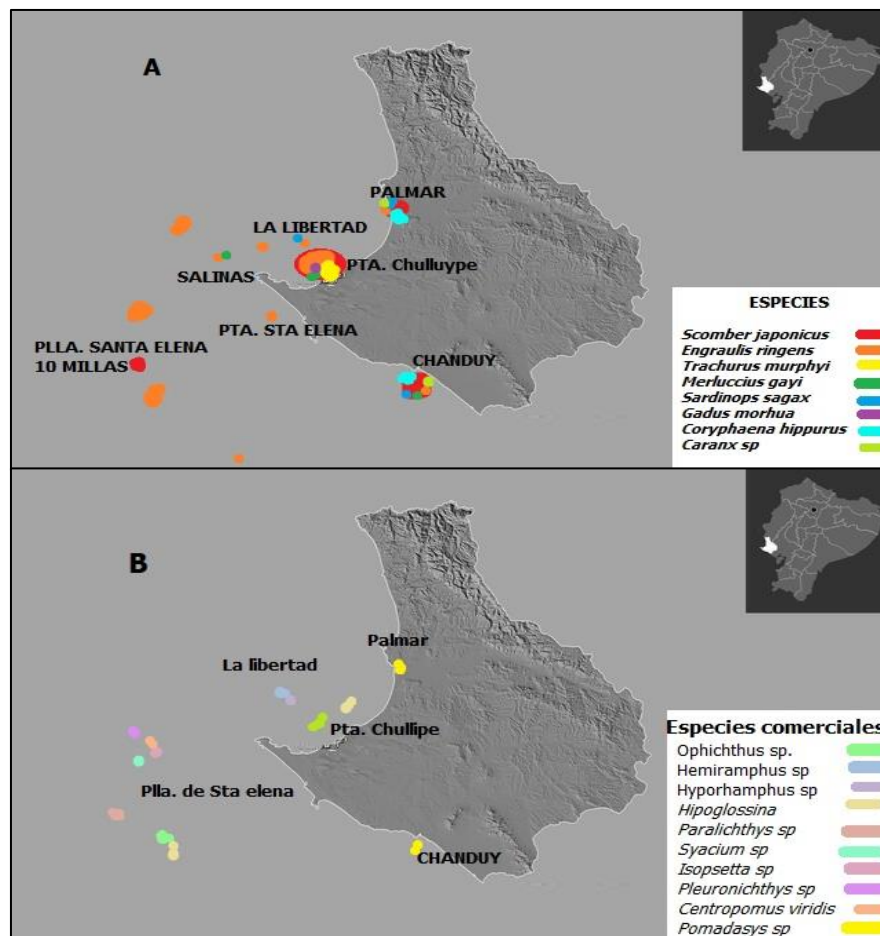 A
PALMAR
LA LIBERTAD
PTA. Chulluype
SALINAS
PTA. STA ELENA
PLLA. SANTA ELENA
10 MILLAS
CHANDUY
ESPECIES
Scomber japonicus
Engraulis ringens
Trachurus murphyi
Merluccius gayi
Sardinops sagax
Gadus morhua
Coryphaena hippurus
Caranx sp
B
Palmar
La libertad
Pta. Chullipe
Plla. de Sta elena
CHANDUY
Especies comerciales
Ophichthus sp.
Hemiramphus sp
Hyporhamphus sp
Hipoglossina
Paralichthys sp
Syacium sp
Isopsetta sp
Pleuronichthys sp
Centropomus viridis
Pomadasys sp